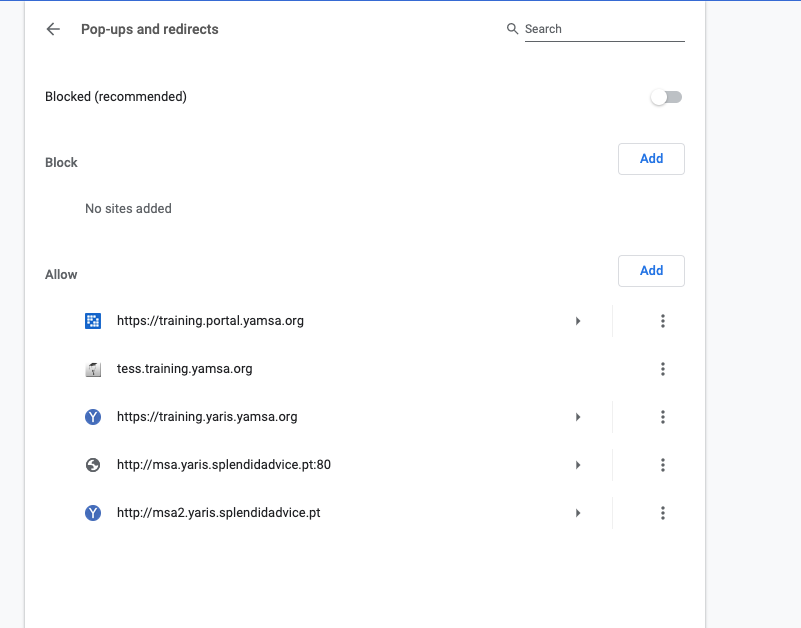 Pop-ups and redirects
Search
Blocked (recommended)
Block
Add
No sites added
Allow
Add
https://training.portal.yamsa.org
tess.training.yamsa.org
Y
https://training.yaris.yamsa.org
http://msa.yaris.splendidadvice.pt:80
Y
http://msa2.yaris.splendidadvice.pt